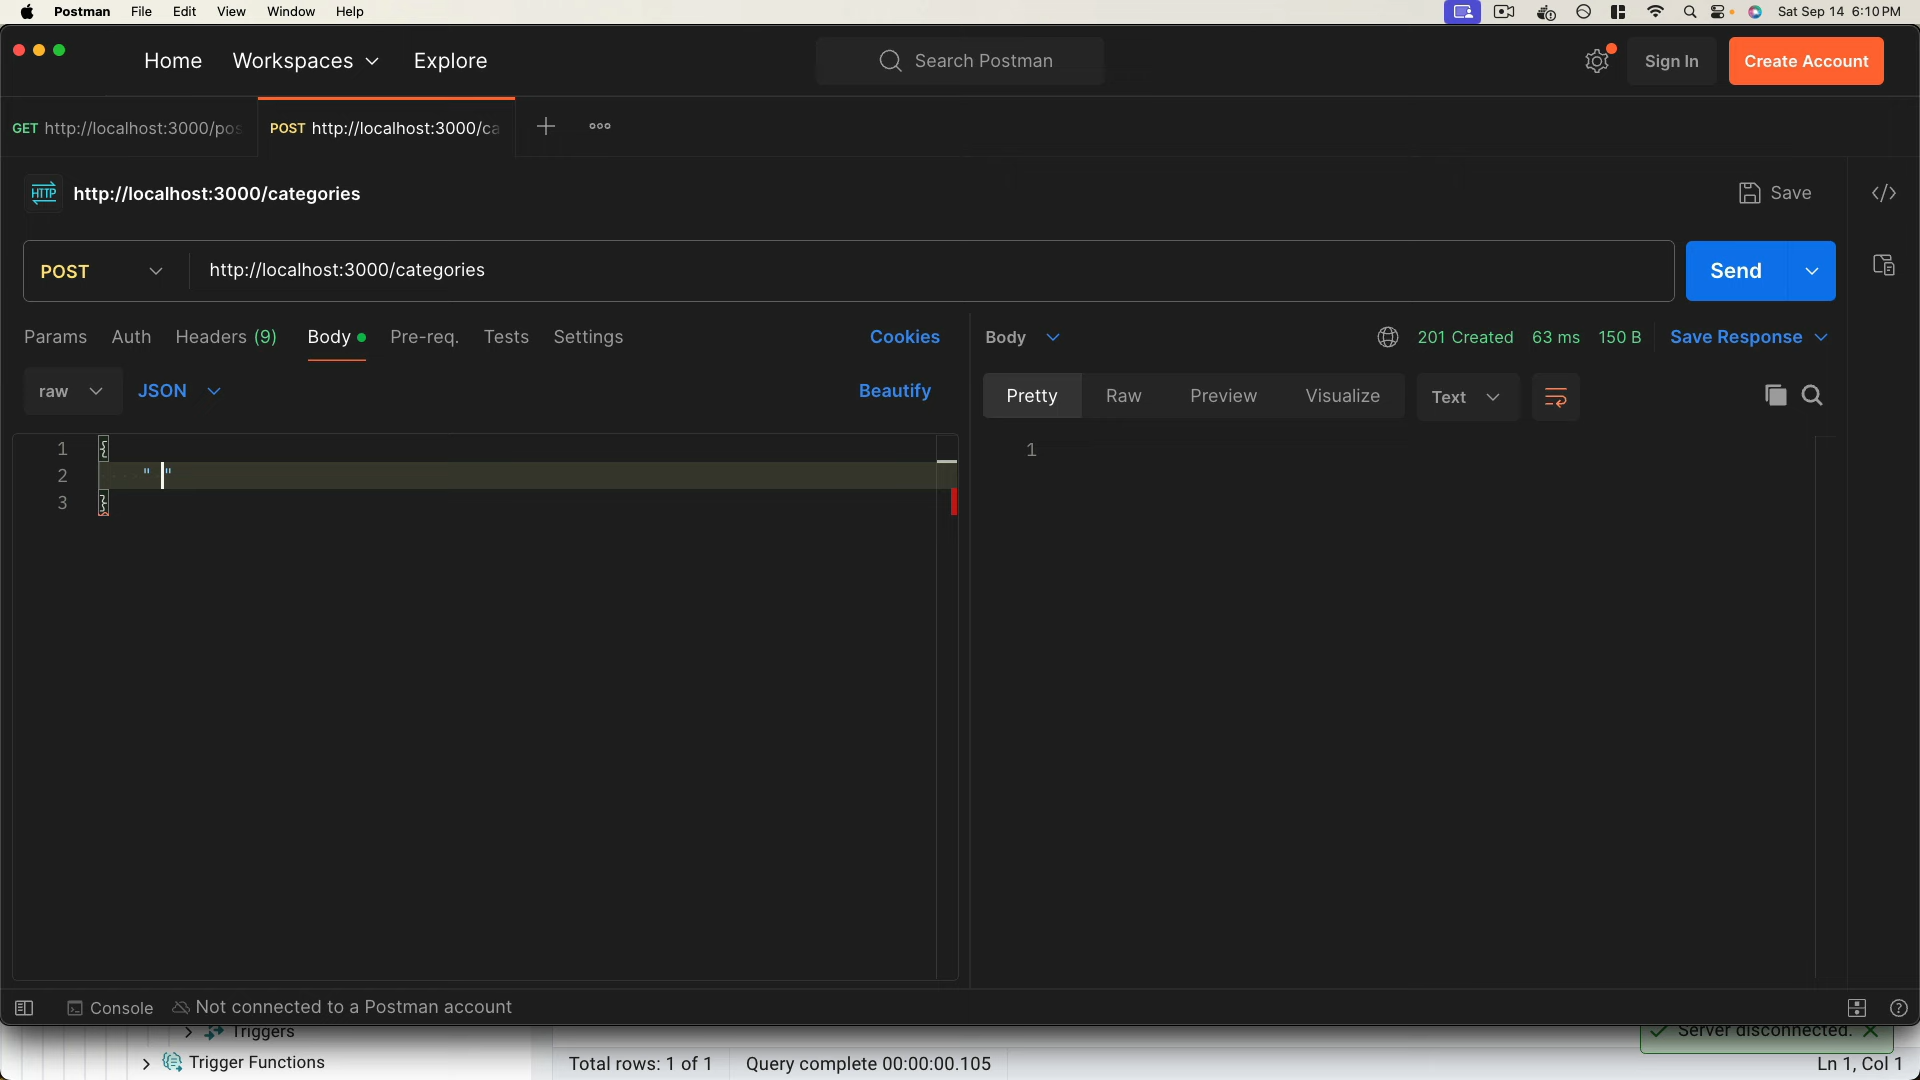 Postman File Edit View Window Help
Sat Sep 14 6:10 PM
Home Workspaces Explore
Search Postman
Sign In
Create Account
GET http://localhost:3000/pos
POST http://localhost:3000/ca
HTTP http://localhost:3000/categories
Save
</>
POST http://localhost:3000/categories
Send
Params Auth Headers (9) Body Pre-req. Tests Settings
Cookies
Body
201 Created 63 ms 150 B
Save Response
raw JSON
Beautify
Pretty Raw Preview Visualize Text
1 {
2 " "
3 }
1
Console Not connected to a Postman account
Triggers
Server disconnected.
Trigger Functions
Total rows: 1 of 1 Query complete 00:00:00.105
Ln 1, Col 1